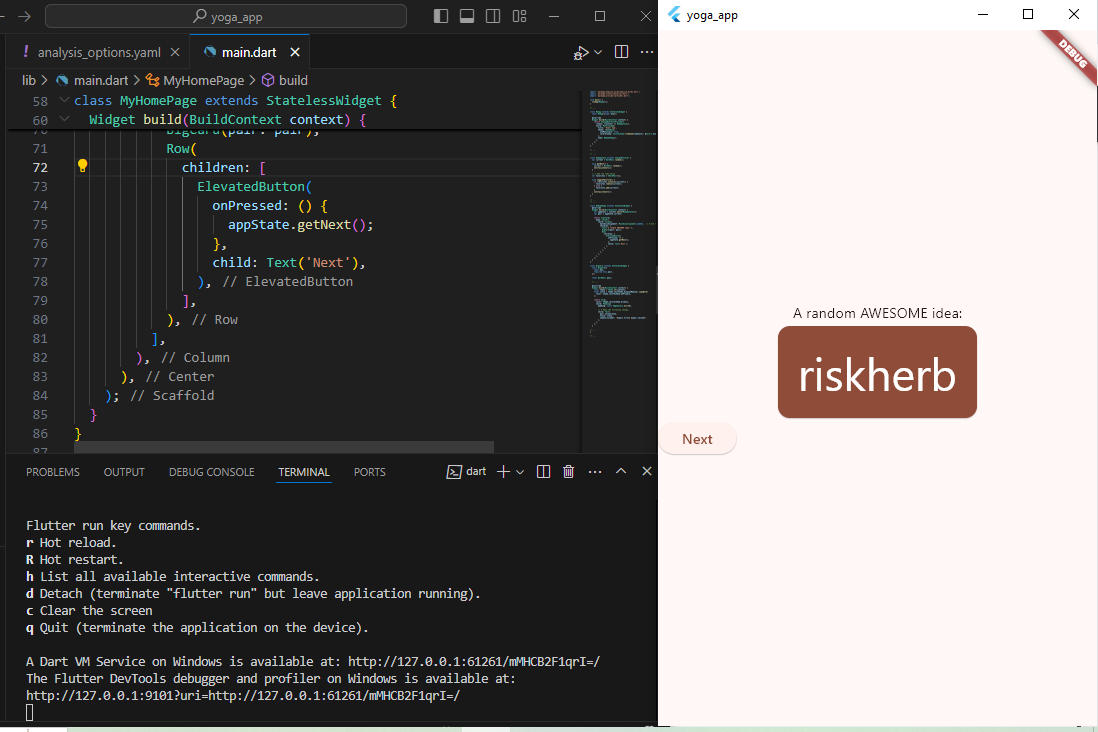 yoga_app
! analysis_options.yaml
main.dart
lib > main.dart > MyHomePage > build
58 class MyHomePage extends StatelessWidget {
60 Widget build(BuildContext context) {
70 BigCard(pair: pair),
71 Row(
72 children: [
73 ElevatedButton(
74 onPressed: () {
75 appState.getNext();
76 },
77 child: Text('Next'),
78 ), // ElevatedButton
79 ],
80 ), // Row
81 ],
82 ), // Column
83 ), // Center
84 ); // Scaffold
85 }
86 }
87
PROBLEMS OUTPUT DEBUG CONSOLE TERMINAL PORTS
dart
Flutter run key commands.
r Hot reload.
R Hot restart.
h List all available interactive commands.
d Detach (terminate "flutter run" but leave application running).
c Clear the screen
q Quit (terminate the application on the device).
A Dart VM Service on Windows is available at: http://127.0.0.1:61261/mMHCB2F1qrI=/
The Flutter DevTools debugger and profiler on Windows is available at:
http://127.0.0.1:9101?uri=http://127.0.0.1:61261/mMHCB2F1qrI=/
yoga_app
DEBUG
A random AWESOME idea:
riskherb
Next